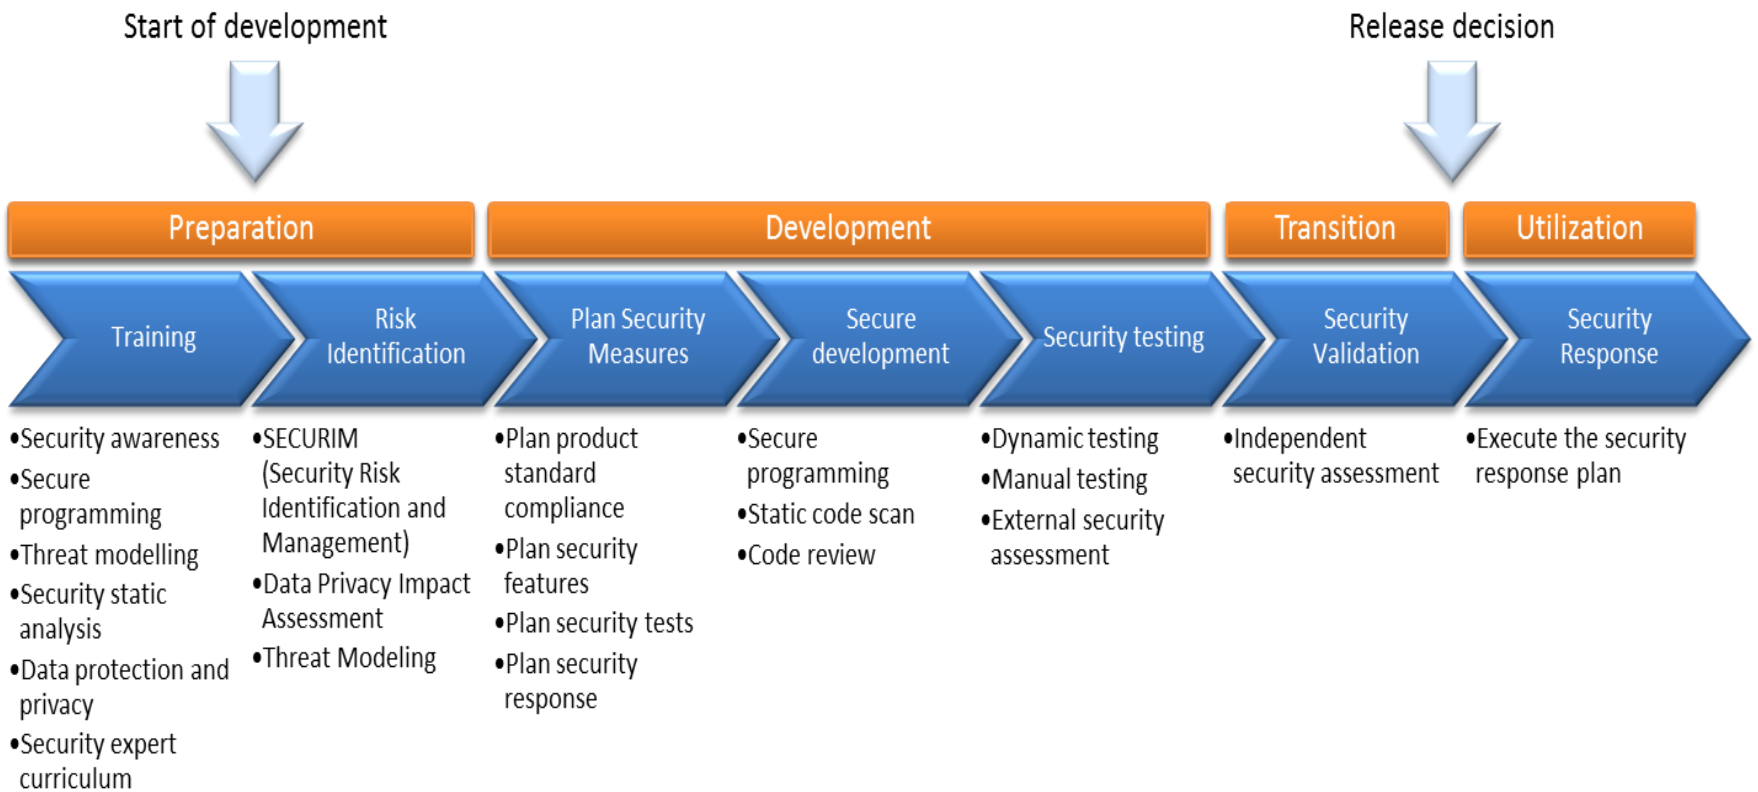 Start of development
Release decision
Preparation
Development
Transition
Utilization
Training
Risk
Identification
Plan Security
Measures
Secure
development
Security testing
Security
Validation
Security
Response
•Security awareness
•Secure
programming
•Threat modelling
•Security static
analysis
•Data protection and
privacy
•Security expert
curriculum
•SECURIM
(Security Risk
Identification and
Management)
•Data Privacy Impact
Assessment
•Threat Modeling
•Plan product
standard
compliance
•Plan security
features
•Plan security tests
•Plan security
response
•Secure
programming
•Static code scan
•Code review
•Dynamic testing
•Manual testing
•External security
assessment
•Independent
security assessment
•Execute the security
response plan